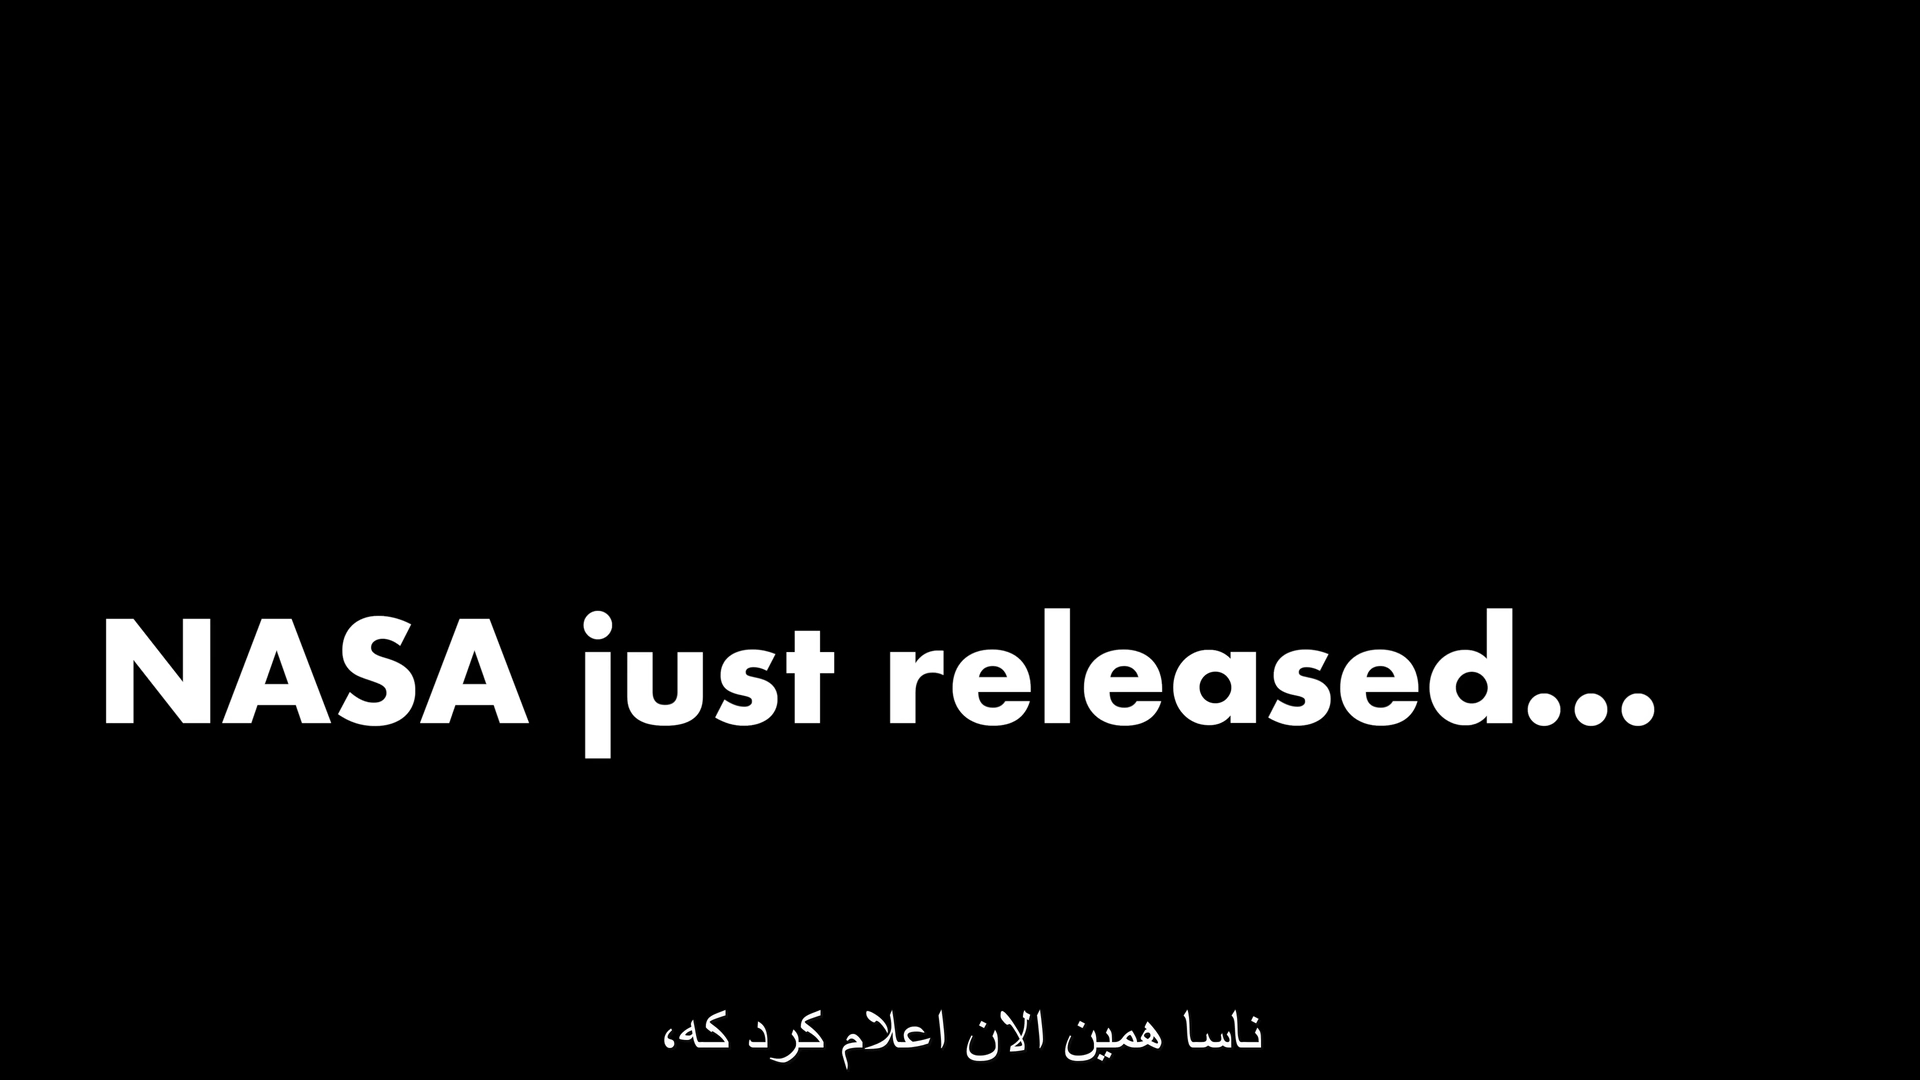 NASA just released...
ناسا همین الان اعلام کرد که،